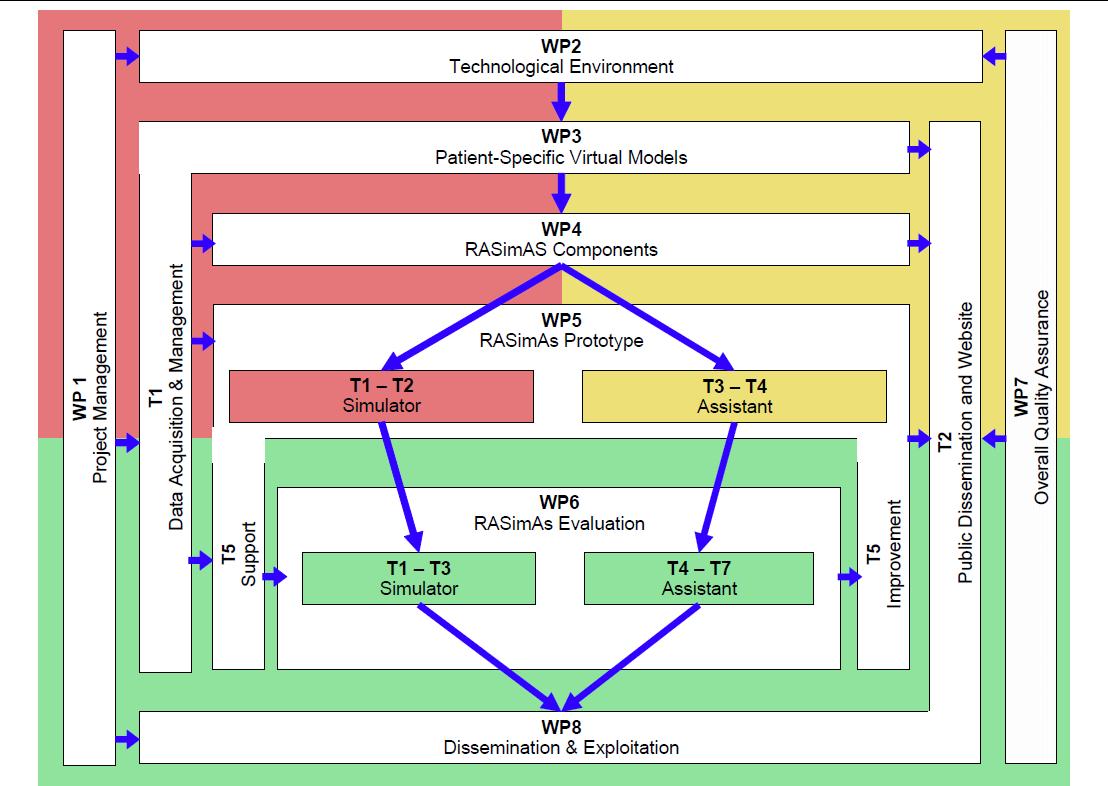 WP2
Technological Environment
WP3
Patient-Specific Virtual Models
WP4
RASimAS Components
WP5
RASimAs Prototype
T1 – T2
Simulator
T3 – T4
Assistant
WP6
RASimAs Evaluation
T1 – T3
Simulator
T4 – T7
Assistant
WP8
Dissemination & Exploitation
WP 1
Project Management
T1
Data Acquisition & Management
T5
Support
T5
Improvement
T2
Public Dissemination and Website
WP7
Overall Quality Assurance